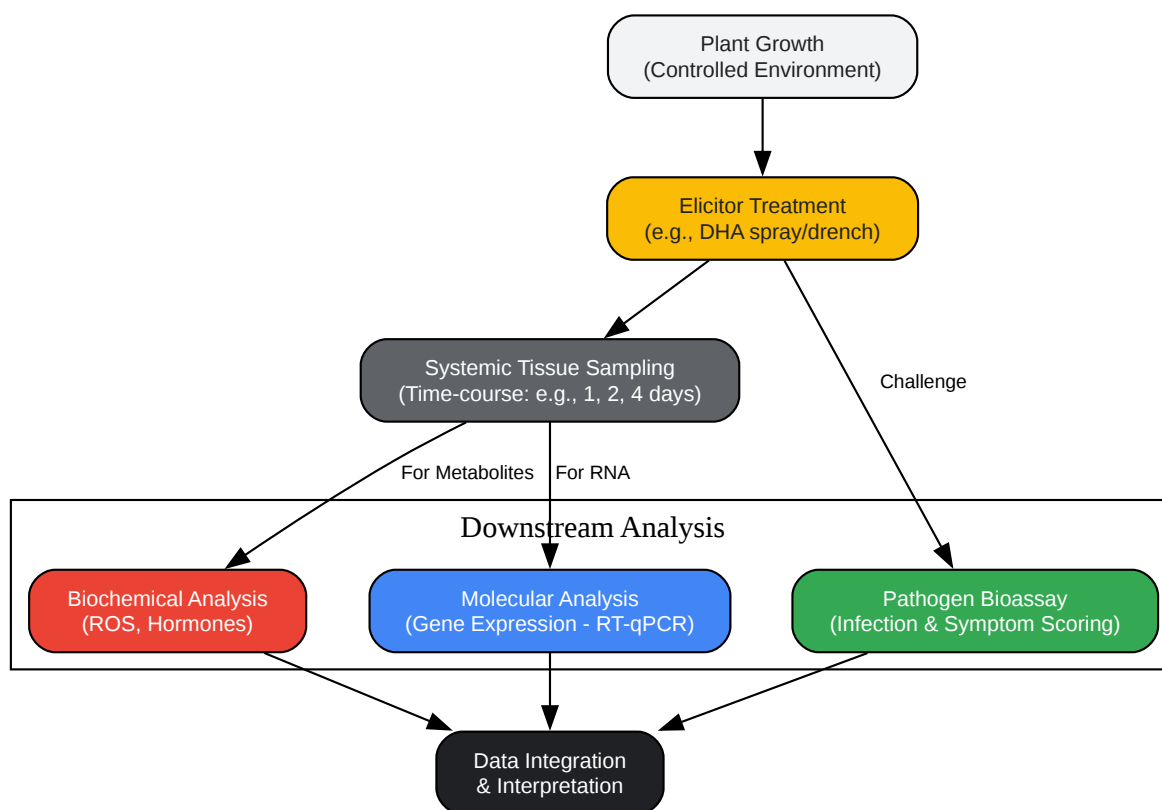 Plant Growth
(Controlled Environment)
Elicitor Treatment
(e.g., DHA spray/drench)
Systemic Tissue Sampling
(Time-course: e.g., 1, 2, 4 days)
Challenge
For Metabolites
For RNA
Downstream Analysis
Biochemical Analysis
(ROS, Hormones)
Molecular Analysis
(Gene Expression - RT-qPCR)
Pathogen Bioassay
(Infection & Symptom Scoring)
Data Integration
& Interpretation